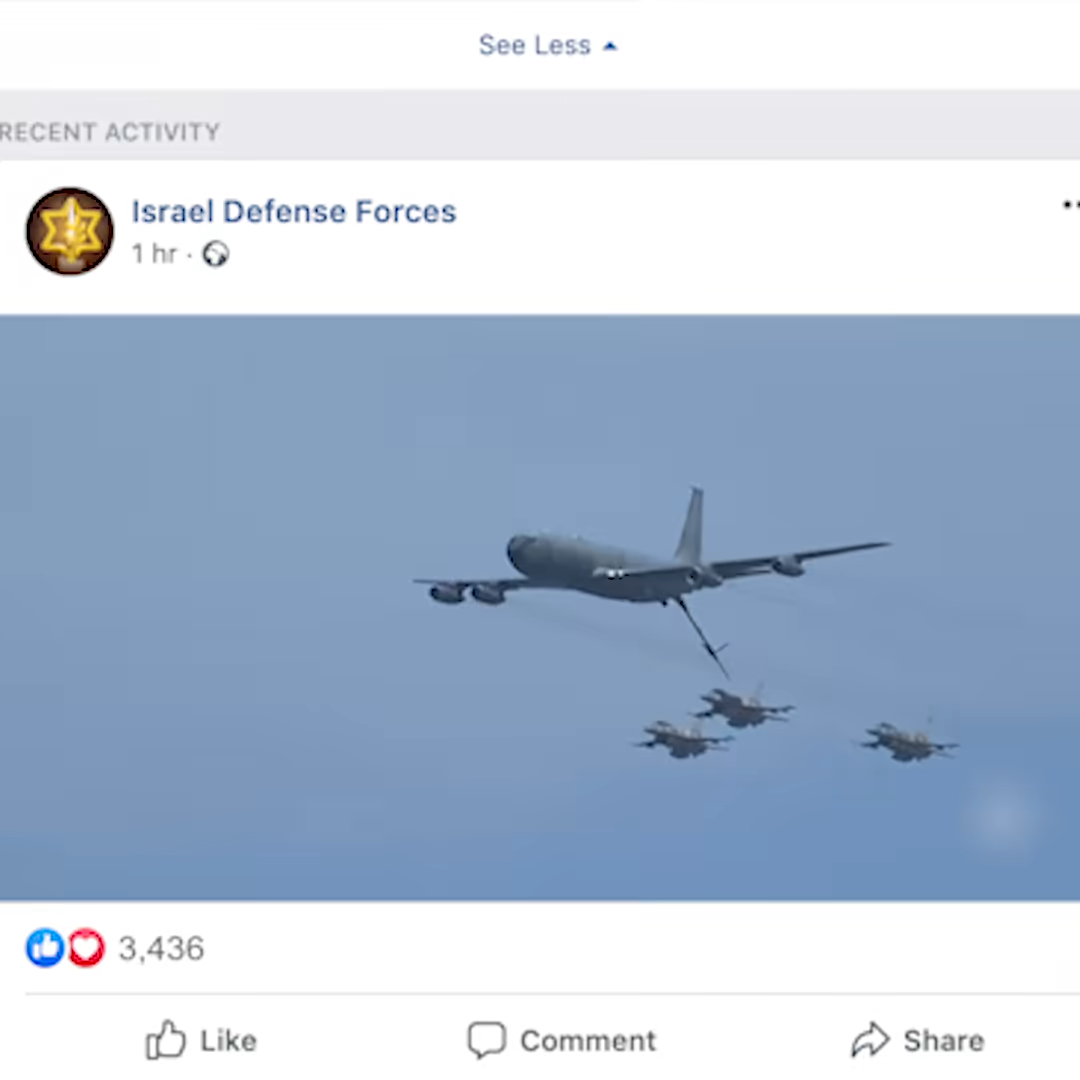 See Less
RECENT ACTIVITY
Israel Defense Forces
1 hr ·
3,436
Like Comment Share